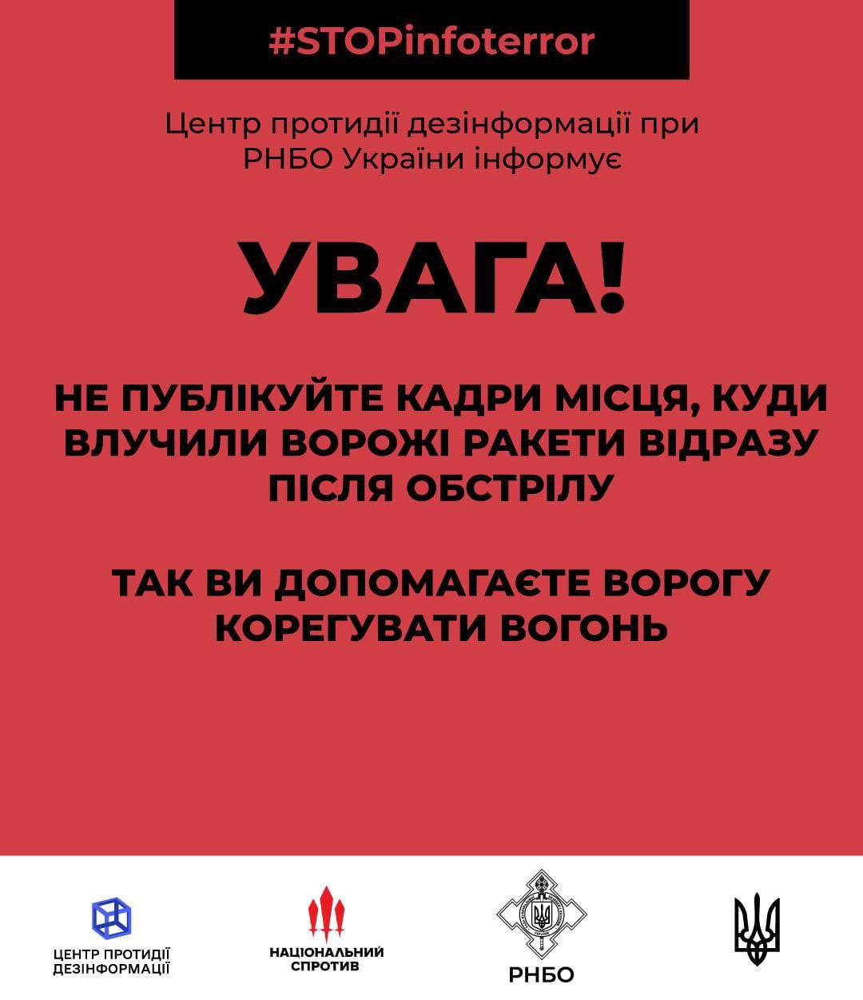 #STOPinfoterror
Центр протидії дезінформації при
РНБО України інформує
УВАГА!
НЕ ПУБЛІКУЙТЕ КАДРИ МІСЦЯ, КУДИ
ВЛУЧИЛИ ВОРОЖІ РАКЕТИ ВІДРАЗУ
ПІСЛЯ ОБСТРІЛУ
ТАК ВИ ДОПОМАГАЄТЕ ВОРОГУ
КОРЕГУВАТИ ВОГОНЬ
ЦЕНТР ПРОТИДІЇ
ДЕЗІНФОРМАЦІЇ
НАЦІОНАЛЬНИЙ
СПРОТИВ
РНБО